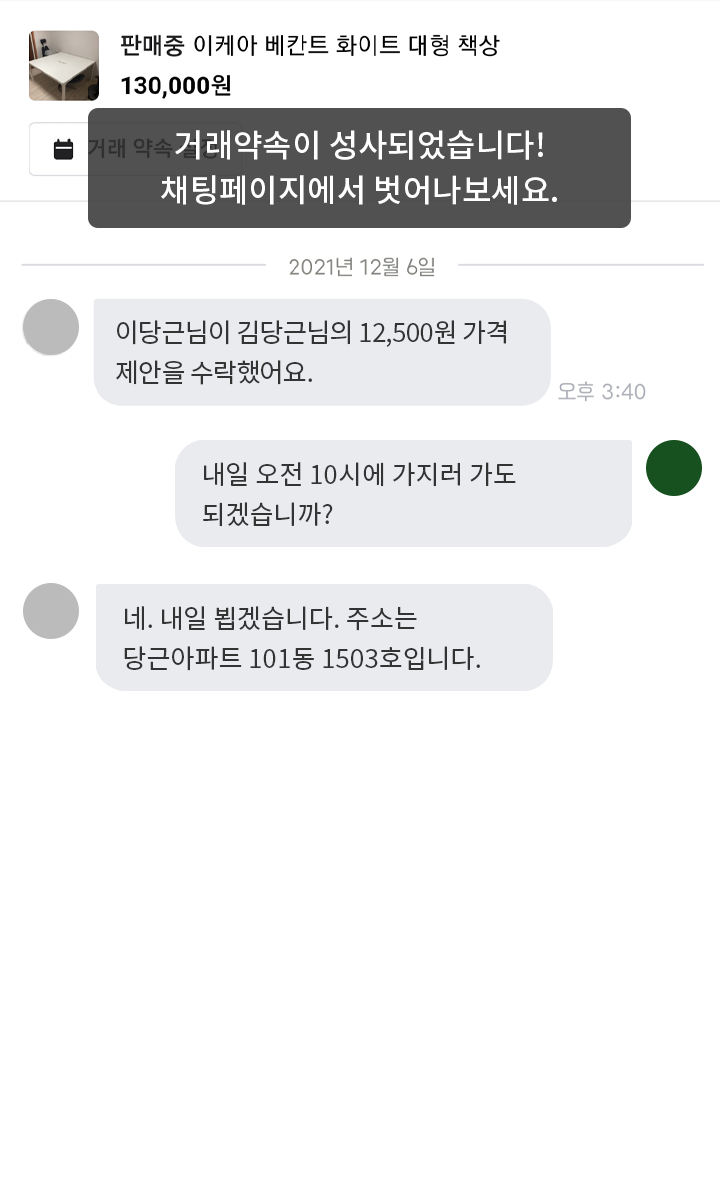 판매중 이케아 베칸트 화이트 대형 책상
130,000원
거래 약속
거래약속이 성사되었습니다!
채팅페이지에서 벗어나보세요.
2021년 12월 6일
이당근님이 김당근님의 12,500원 가격
제안을 수락했어요.
오후 3:40
내일 오전 10시에 가지러 가도
되겠습니까?
네. 내일 뵙겠습니다. 주소는
당근아파트 101동 1503호입니다.